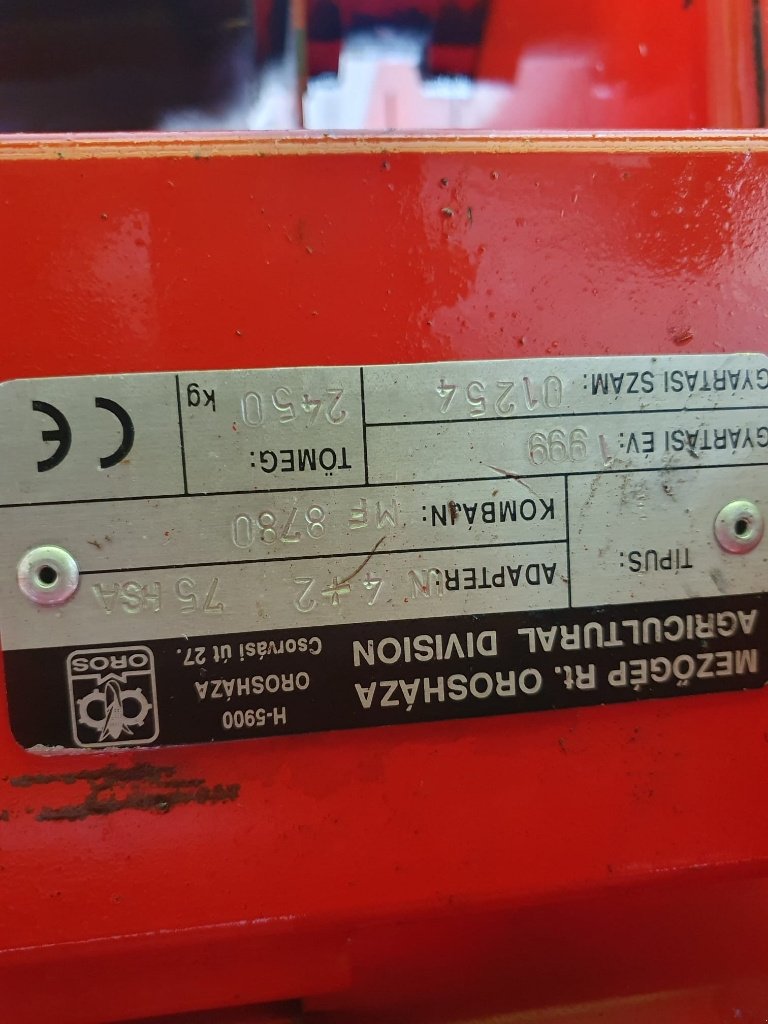 MEZŐGÉP Rt. OROSHÁZA
AGRICULTURAL DIVISION
H-5900
OROSHÁZA
Csorvási út 27.
OROS
TÍPUS:
ADAPTER: UN 4+2 75 HSA
KOMBÁJN: MF 8780
GYÁRTÁSI ÉV: 1999
GYÁRTÁSI SZÁM: 01254
TÖMEG:
2450 kg
CE